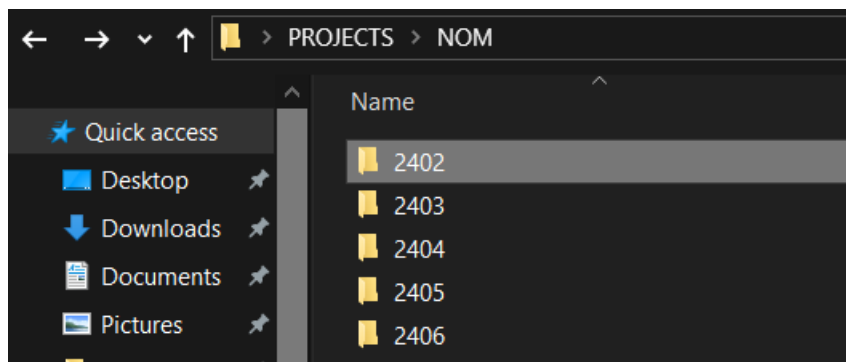 PROJECTS > NOM
Name
Quick access
Desktop
Downloads
Documents
Pictures
2402
2403
2404
2405
2406